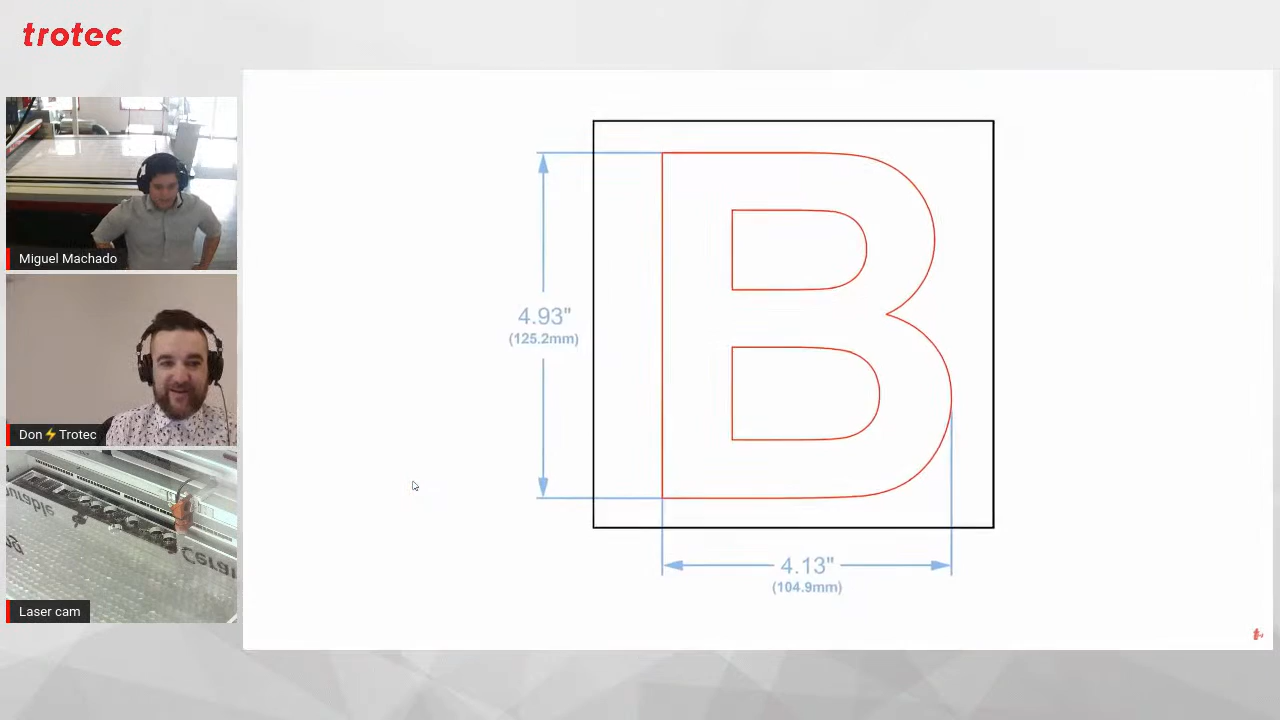 trotec
Miguel Machado
Don⚡Trotec
Laser cam
B
4.93"
(125.2mm)
4.13"
(104.9mm)